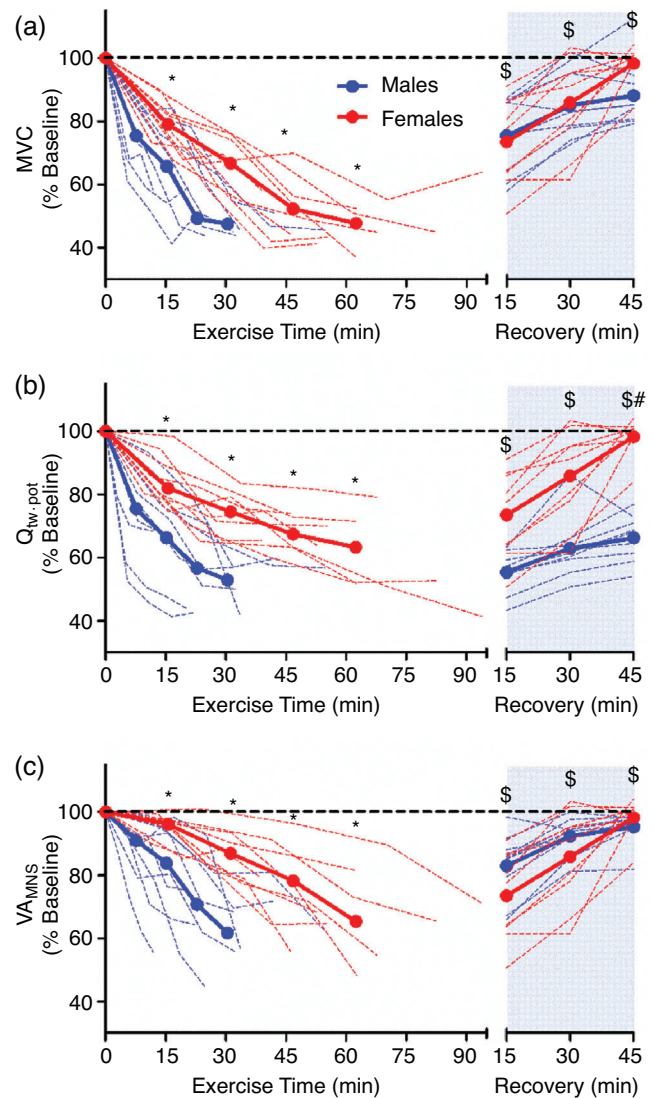 (a)
$ $ $
100
* * * *
Males
Females
80
60
40
MVC
(% Baseline)
0 15 30 45 60 75 90 15 30 45
Exercise Time (min) Recovery (min)
(b)
* $ $ $#
100
* * *
80
60
40
Qtw·pot
(% Baseline)
0 15 30 45 60 75 90 15 30 45
Exercise Time (min) Recovery (min)
(c)
* * * * $ $ $
100
80
60
40
VAMNS
(% Baseline)
0 15 30 45 60 75 90 15 30 45
Exercise Time (min) Recovery (min)